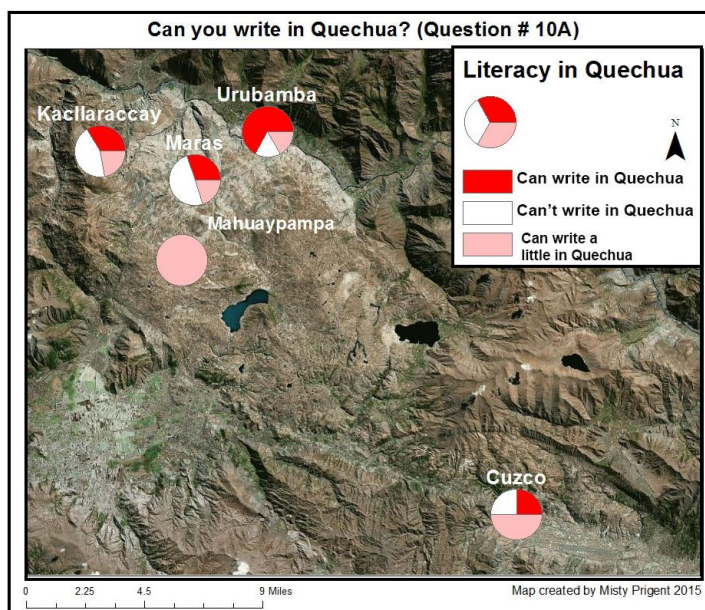 Can you write in Quechua? (Question # 10A)
Literacy in Quechua
N
Can write in Quechua
Can't write in Quechua
Can write a
little in Quechua
Urubamba
Kacllaraccay
Maras
Mahuaypampa
Cuzco
0 2.25 4.5 9 Miles
Map created by Misty Prigent 2015